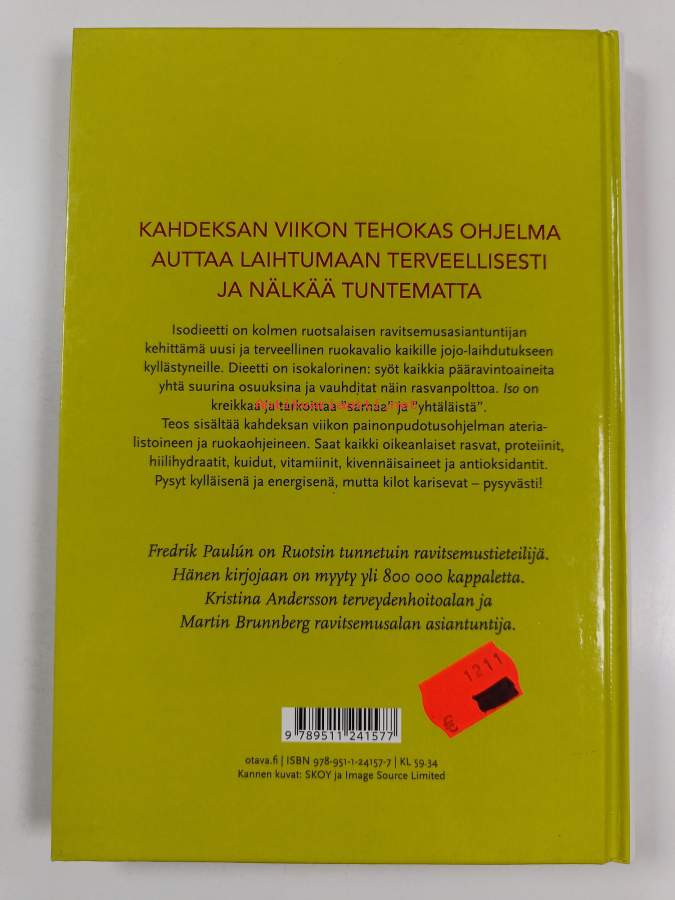 KAHDEKSAN VIIKON TEHOKAS OHJELMA
AUTTAA LAIHTUMAAN TERVEELLISESTI
JA NÄLKÄÄ TUNTEMATTA
Isodieetti on kolmen ruotsalaisen ravitsemusasiantuntijan
kehittämä uusi ja terveellinen ruokavalio kaikille jojo-laihdutukseen
kyllästyneille. Dieetti on isokalorinen: syöt kaikkia pääravintoaineita
yhtä suurina osuuksina ja vauhditat näin rasvanpolttoa. Iso on
kreikkaa ja tarkoittaa "samaa" ja "yhtäläistä".
Teos sisältää kahdeksan viikon painonpudotusohjelman ateria-
listoineen ja ruokaohjeineen. Saat kaikki oikeanlaiset rasvat, proteiinit,
hiilihydraatit, kuidut, vitamiinit, kivennäisaineet ja antioksidantit.
Pysyt kylläisenä ja energisenä, mutta kilot karisevat – pysyvästi!
Fredrik Paulún on Ruotsin tunnetuin ravitsemustieteilijä.
Hänen kirjojaan on myyty yli 800 000 kappaletta.
Kristina Andersson terveydenhoitoalan ja
Martin Brunnberg ravitsemusalan asiantuntija.
1211
€
9 789511 241577
otava.fi | ISBN 978-951-1-24157-7 | KL 59.34
Kannen kuvat: SKOY ja Image Source Limited